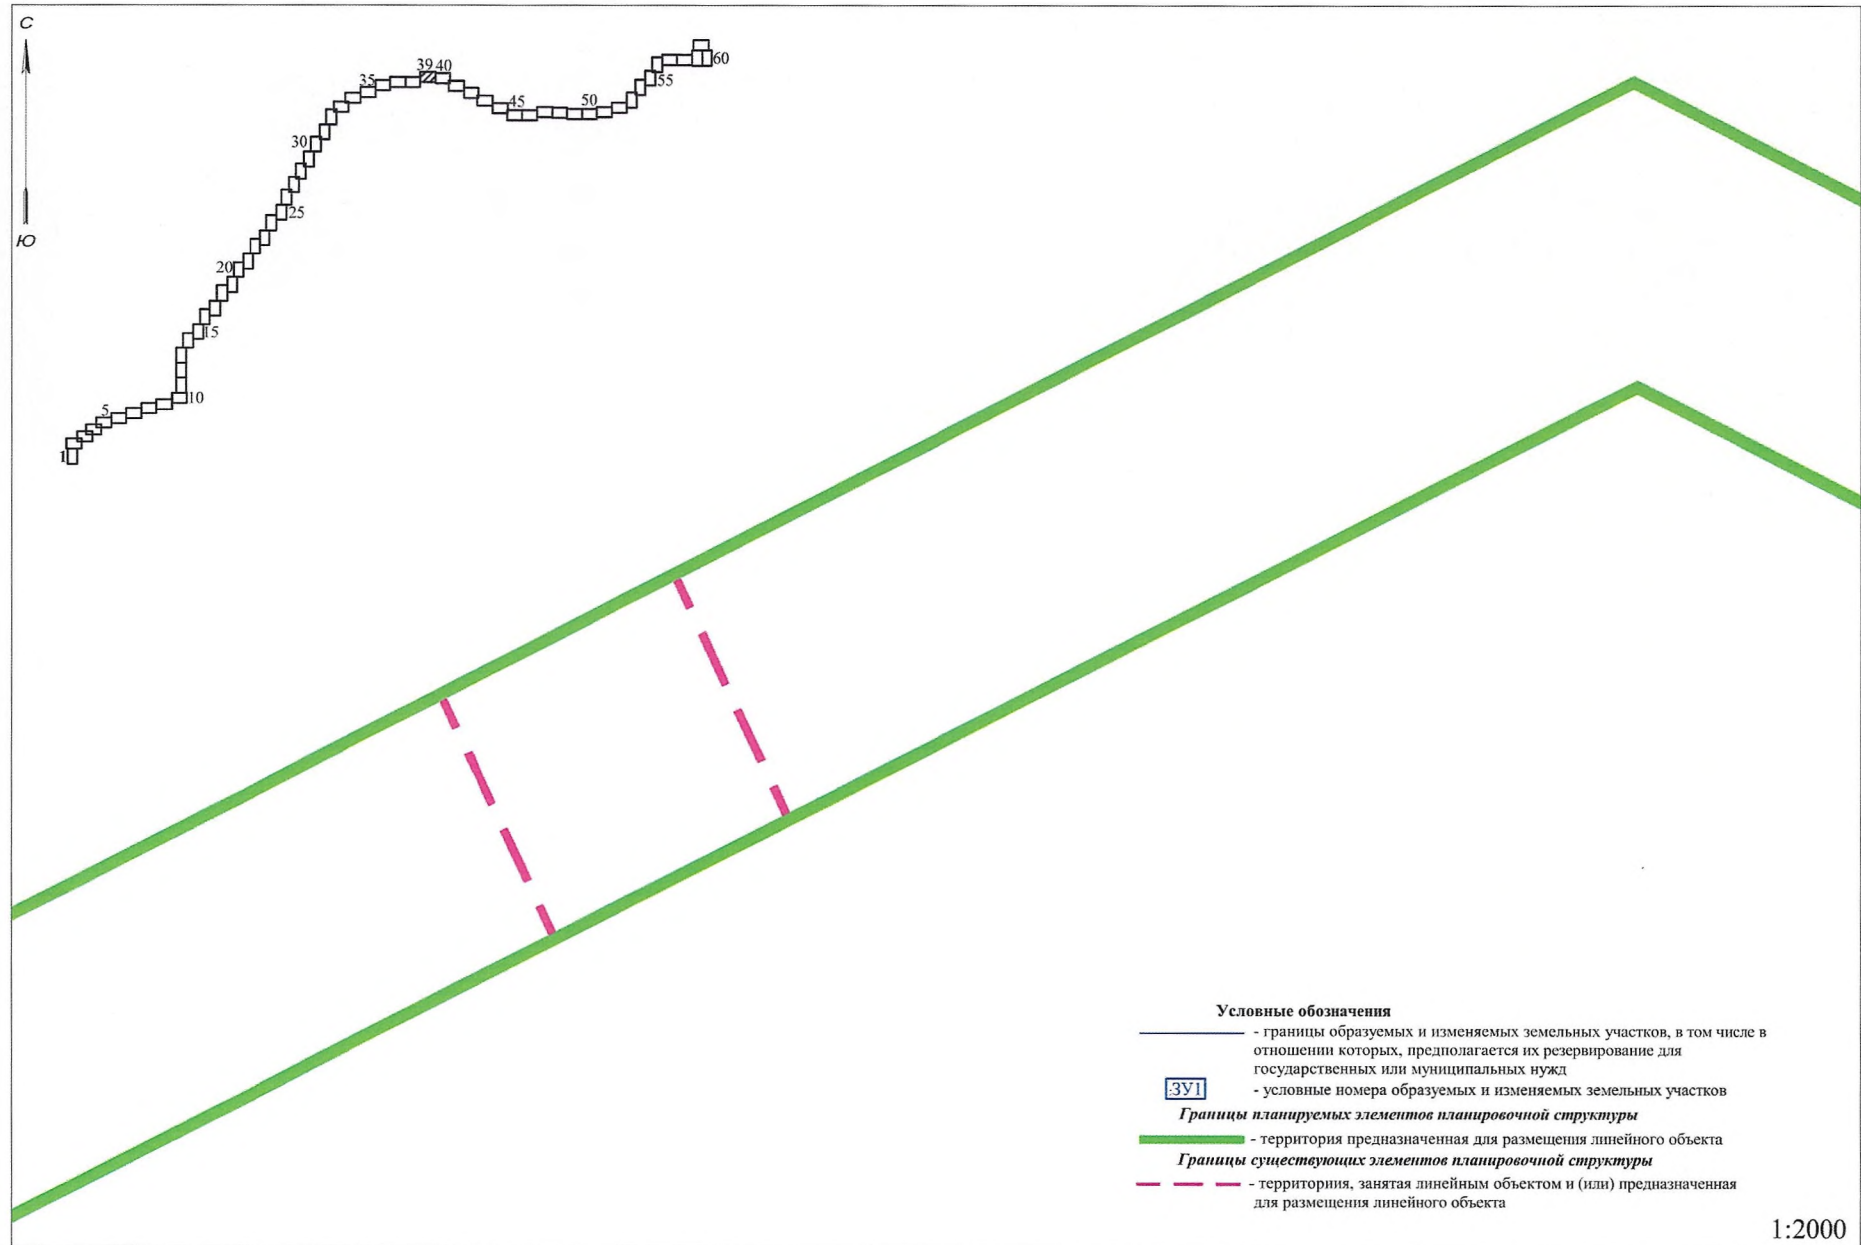 С
Ю
39 40
60
35
55
45
50
30
25
20
15
10
5
1
Условные обозначения
- границы образуемых и изменяемых земельных участков, в том числе в
отношении которых, предполагается их резервирование для
государственных или муниципальных нужд
:ЗУ1 - условные номера образуемых и изменяемых земельных участков
Границы планируемых элементов планировочной структуры
- территория предназначенная для размещения линейного объекта
Границы существующих элементов планировочной структуры
- территориия, занятая линейным объектом и (или) предназначенная
для размещения линейного объекта
1:2000